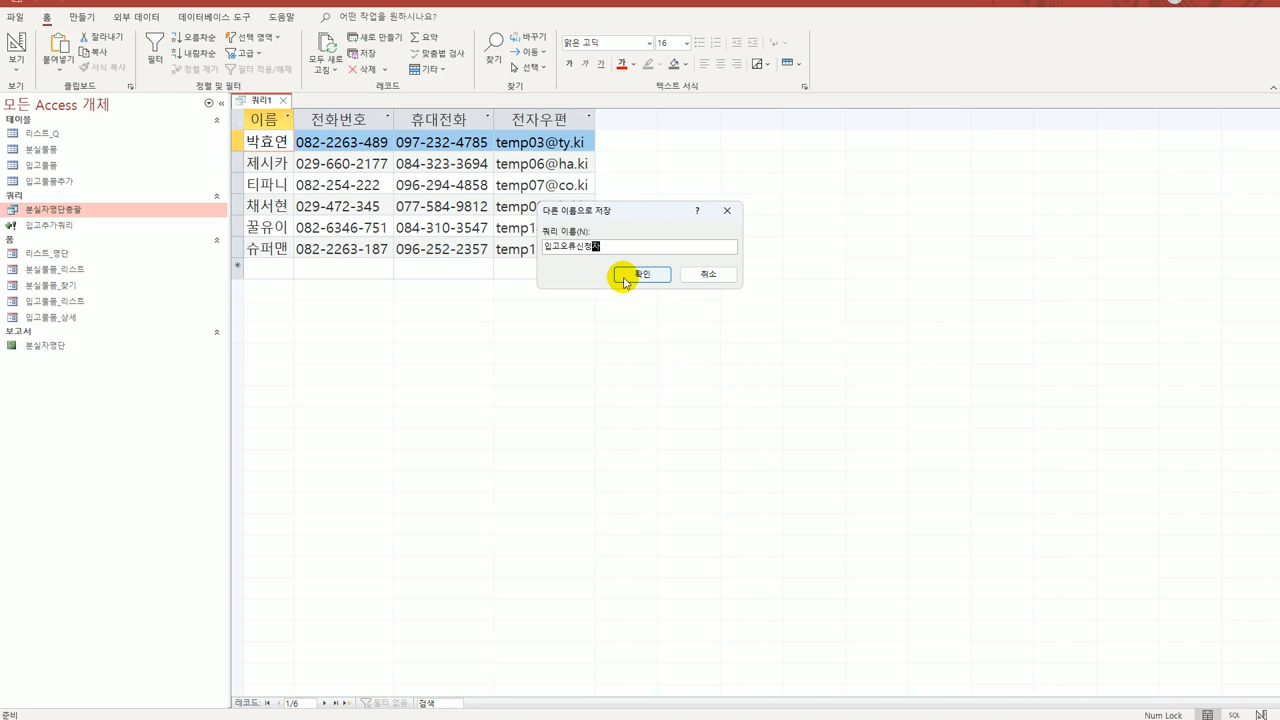 파일 홈 만들기 외부 데이터 데이터베이스 도구 도움말 어떤 작업을 원하시나요?
보기
붙여넣기
잘라내기
복사
서식 복사
필터
오름차순
내림차순
정렬 제거
선택 영역
고급
필터 적용/해제
모두 새로 고침
새로 만들기
저장
삭제
요약
맞춤법 검사
기타
찾기
바꾸기
이동
선택
맑은 고딕 16
가 가 가 가
보기 클립보드 정렬 및 필터 레코드 찾기 텍스트 서식
모든 Access 개체
테이블
리스트_Q
분실물품
입고물품
입고물품추가
쿼리
분실자명단총괄
입고추가쿼리
폼
리스트_명단
분실물품_리스트
분실물품_찾기
입고물품_리스트
입고물품_상세
보고서
분실자명단
쿼리1
이름 전화번호 휴대전화 전자우편
박효연 082-2263-489 097-232-4785 temp03@ty.ki
제시카 029-660-2177 084-323-3694 temp06@ha.ki
티파니 082-254-222 096-294-4858 temp07@co.ki
채서현 029-472-345 077-584-9812 temp0
꿀유이 082-6346-751 084-310-3547 temp1
슈퍼맨 082-2263-187 096-252-2357 temp1
다른 이름으로 저장 ?
쿼리 이름(N):
입고오류신정자
확인 취소
레코드: 1/6 필터 없음 검색
준비 Num Lock SQL